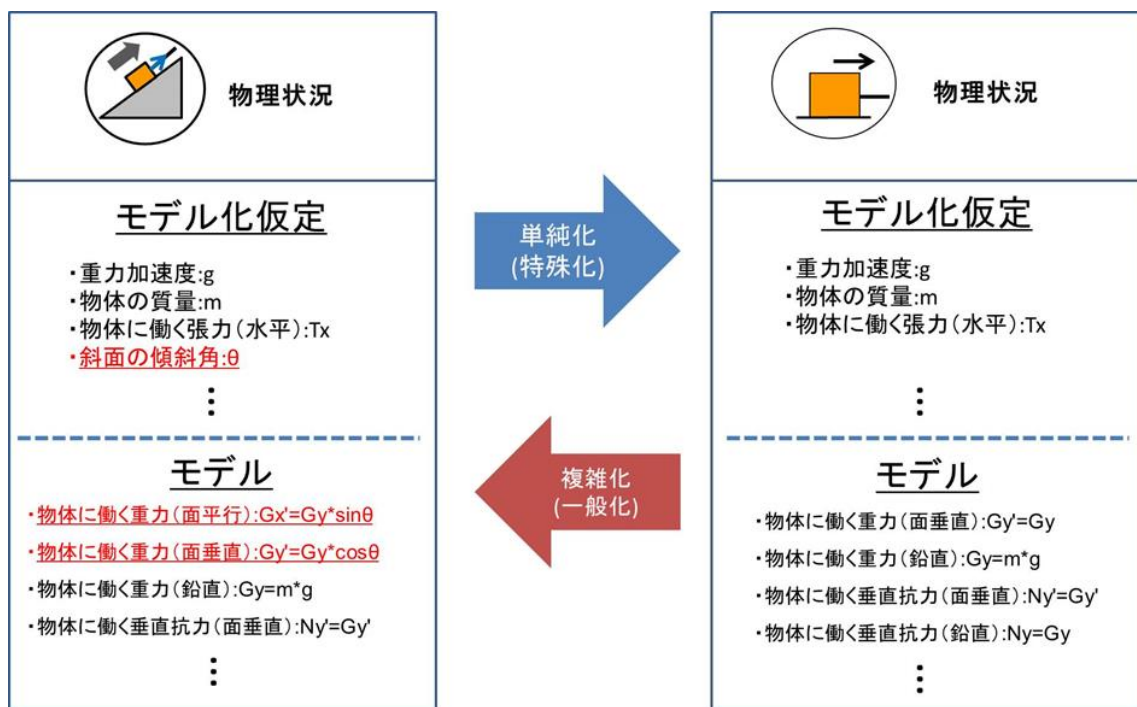 物理状況
モデル化仮定
・重力加速度:g
・物体の質量:m
・物体に働く張力(水平):Tx
・斜面の傾斜角:θ
⋮
モデル
・物体に働く重力(面平行):Gx'=Gy*sinθ
・物体に働く重力(面垂直):Gy'=Gy*cosθ
・物体に働く重力(鉛直):Gy=m*g
・物体に働く垂直抗力(面垂直):Ny'=Gy'
⋮
単純化
(特殊化)
複雑化
(一般化)
物理状況
モデル化仮定
・重力加速度:g
・物体の質量:m
・物体に働く張力(水平):Tx
⋮
モデル
・物体に働く重力(面垂直):Gy'=Gy
・物体に働く重力(鉛直):Gy=m*g
・物体に働く垂直抗力(面垂直):Ny'=Gy'
・物体に働く垂直抗力(鉛直):Ny=Gy
⋮